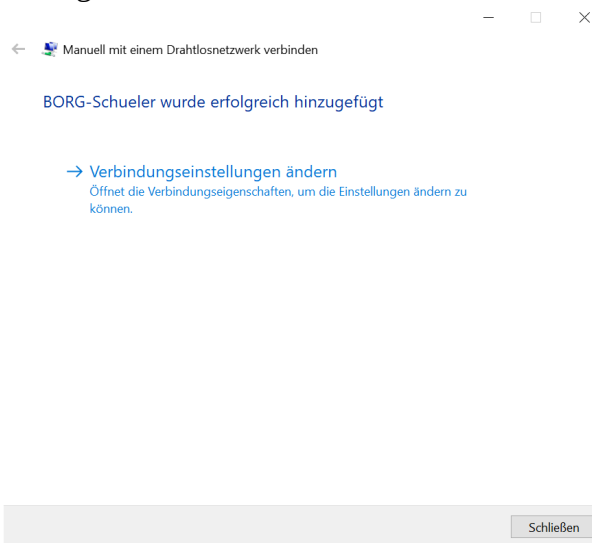 Manuell mit einem Drahtlosnetzwerk verbinden
BORG-Schueler wurde erfolgreich hinzugefügt
Verbindungseinstellungen ändern
Öffnet die Verbindungseigenschaften, um die Einstellungen ändern zu
können.
Schließen